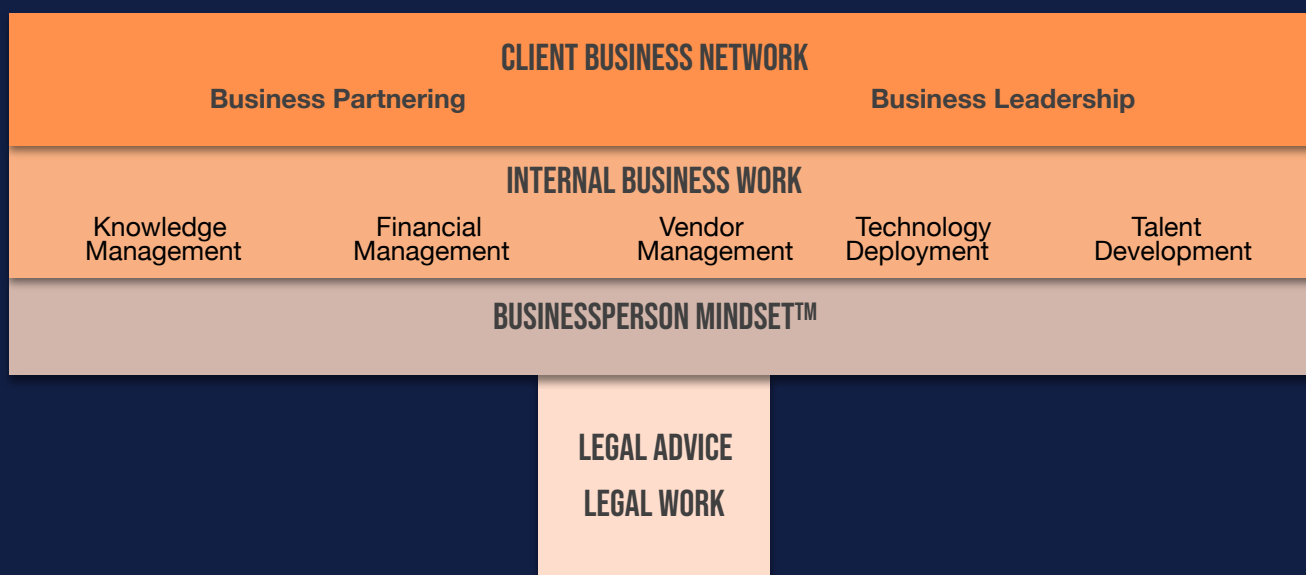 CLIENT BUSINESS NETWORK
Business Partnering Business Leadership
INTERNAL BUSINESS WORK
Knowledge Management
Financial Management
Vendor Management
Technology Deployment
Talent Development
BUSINESSPERSON MINDSET™
LEGAL ADVICE
LEGAL WORK